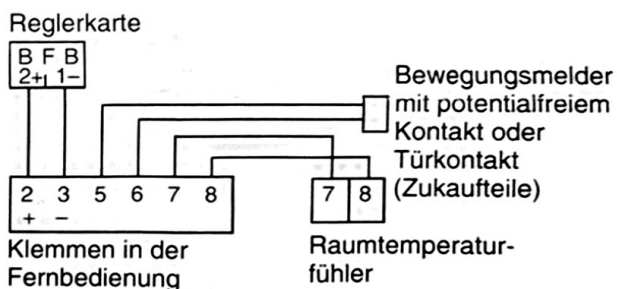 Reglerkarte
B F B
2+ 1−
Bewegungsmelder
mit potentialfreiem
Kontakt oder
Türkontakt
(Zukaufteile)
2 3 5 6 7 8
+ −
7 8
Klemmen in der
Fernbedienung
Raumtemperatur-
fühler